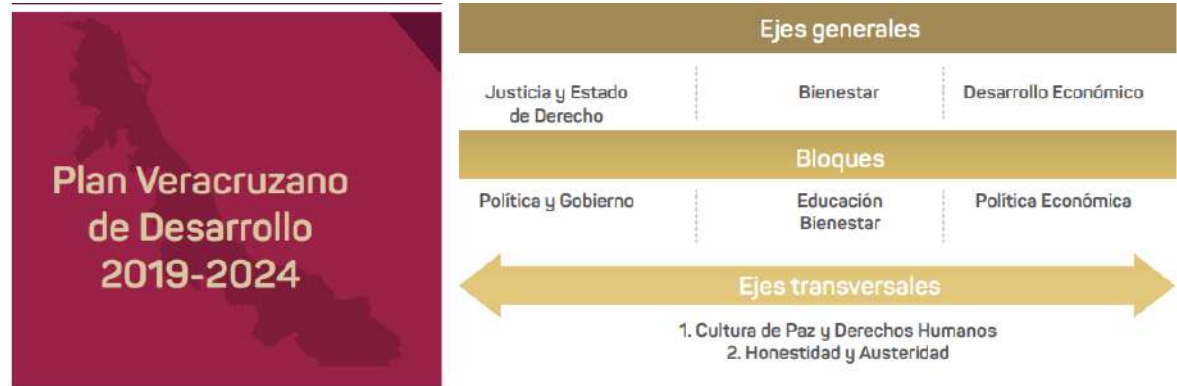 Plan Veracruzano
de Desarrollo
2019-2024
Ejes generales
Justicia y Estado
de Derecho
Bienestar
Desarrollo Económico
Bloques
Política y Gobierno
Educación
Bienestar
Política Económica
Ejes transversales
1. Cultura de Paz y Derechos Humanos
2. Honestidad y Austeridad